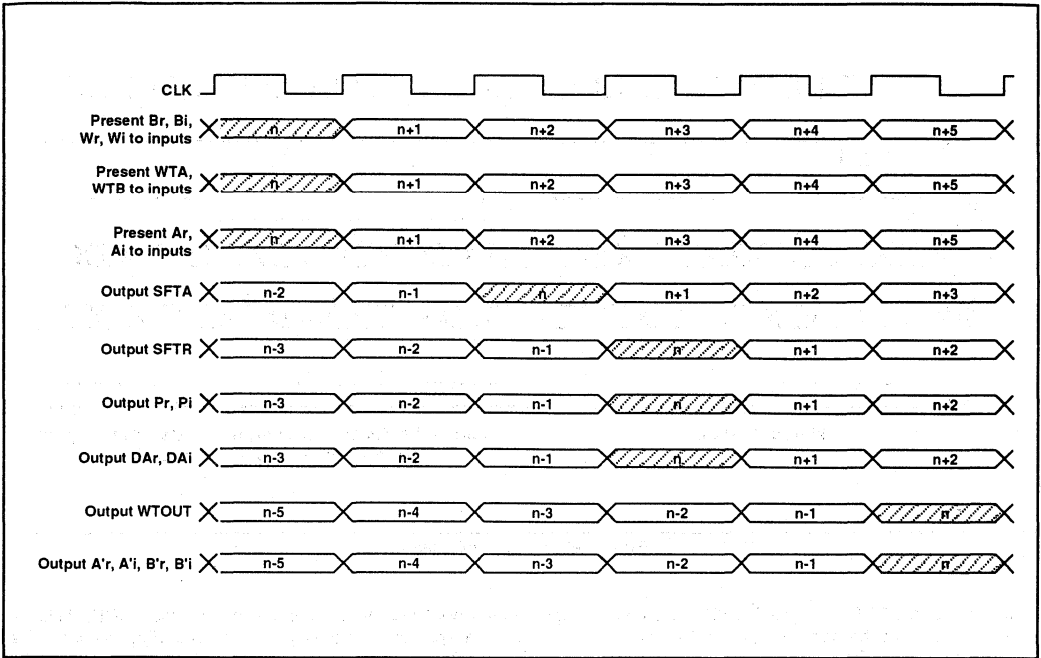 CLK
Present Br, Bi,
Wr, Wi to inputs
n n+1 n+2 n+3 n+4 n+5
Present WTA,
WTB to inputs
n n+1 n+2 n+3 n+4 n+5
Present Ar,
Ai to inputs
n n+1 n+2 n+3 n+4 n+5
Output SFTA n-2 n-1 n n+1 n+2 n+3
Output SFTR n-3 n-2 n-1 n n+1 n+2
Output Pr, Pi n-3 n-2 n-1 n n+1 n+2
Output DAr, DAi n-3 n-2 n-1 n n+1 n+2
Output WTOUT n-5 n-4 n-3 n-2 n-1 n
Output A'r, A'i, B'r, B'i n-5 n-4 n-3 n-2 n-1 n